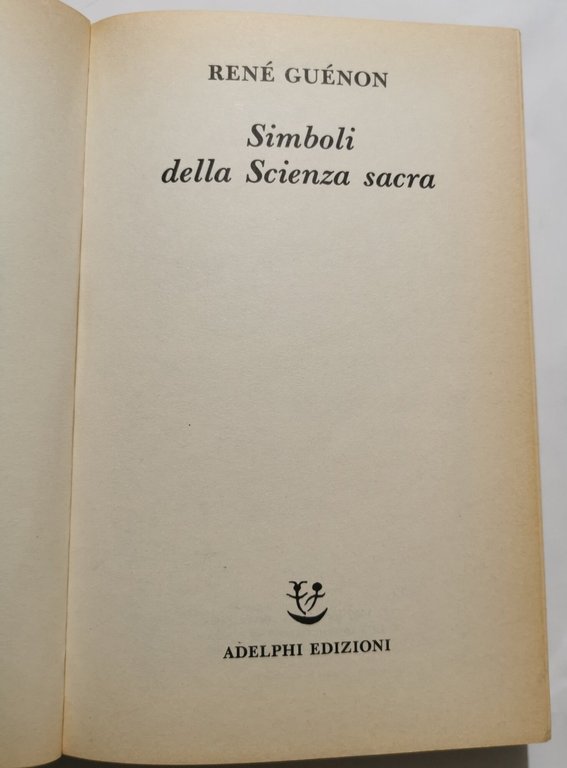 RENÉ GUÉNON
Simboli
della Scienza sacra
ADELPHI EDIZIONI